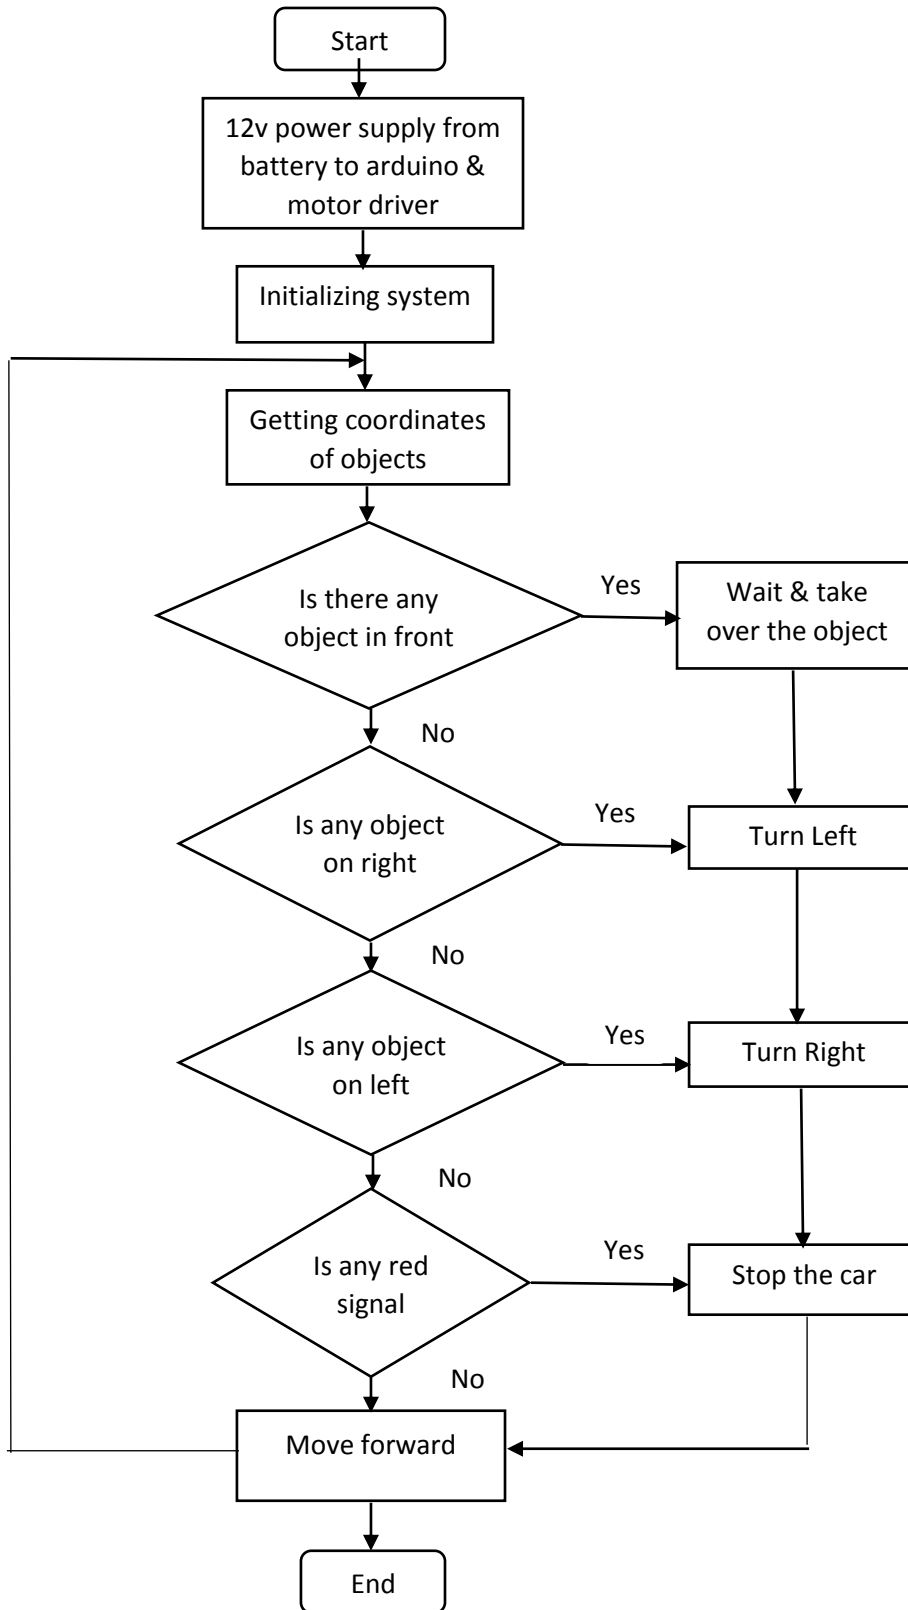 Start
12v power supply from
battery to arduino &
motor driver
Initializing system
Getting coordinates
of objects
Is there any
object in front
Yes
Wait & take
over the object
No
Is any object
on right
Yes
Turn Left
No
Is any object
on left
Yes
Turn Right
No
Is any red
signal
Yes
Stop the car
No
Move forward
End